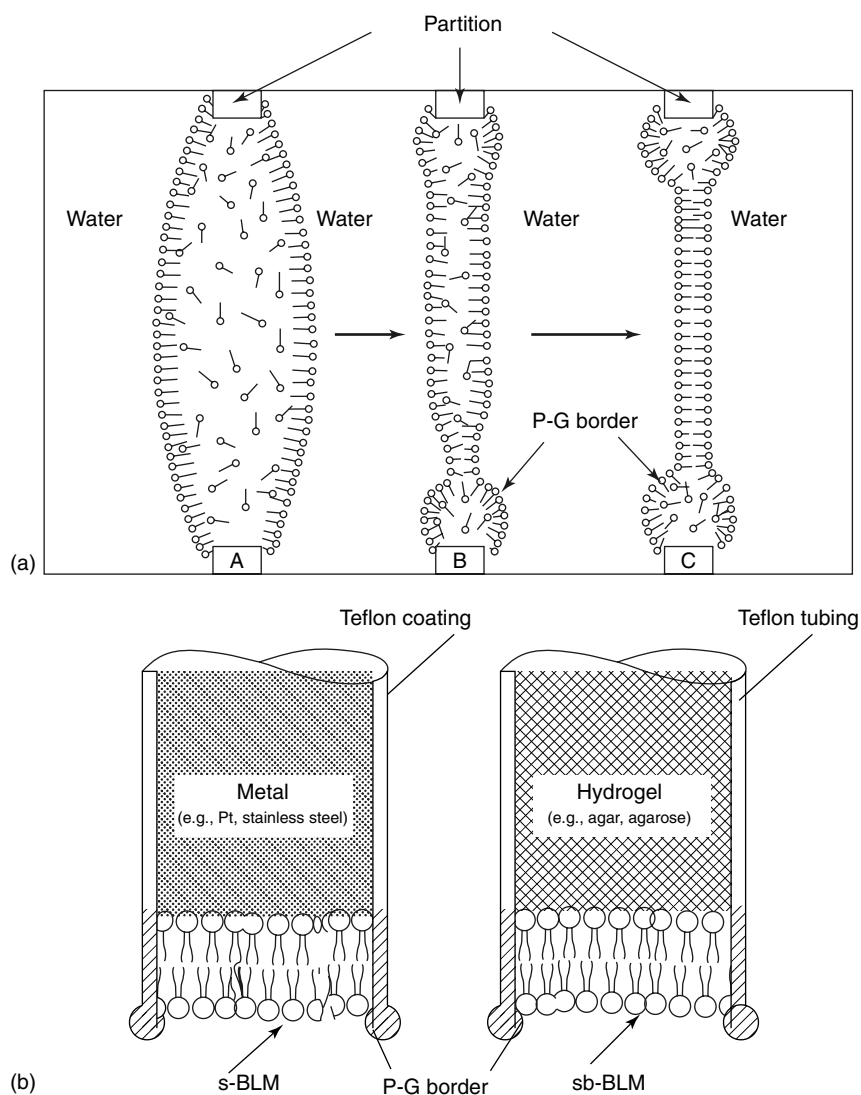 Partition
Water Water Water Water
P-G border
A B C
(a)
Teflon coating Teflon tubing
Metal Hydrogel
(e.g., Pt, stainless steel) (e.g., agar, agarose)
s-BLM P-G border sb-BLM
(b)